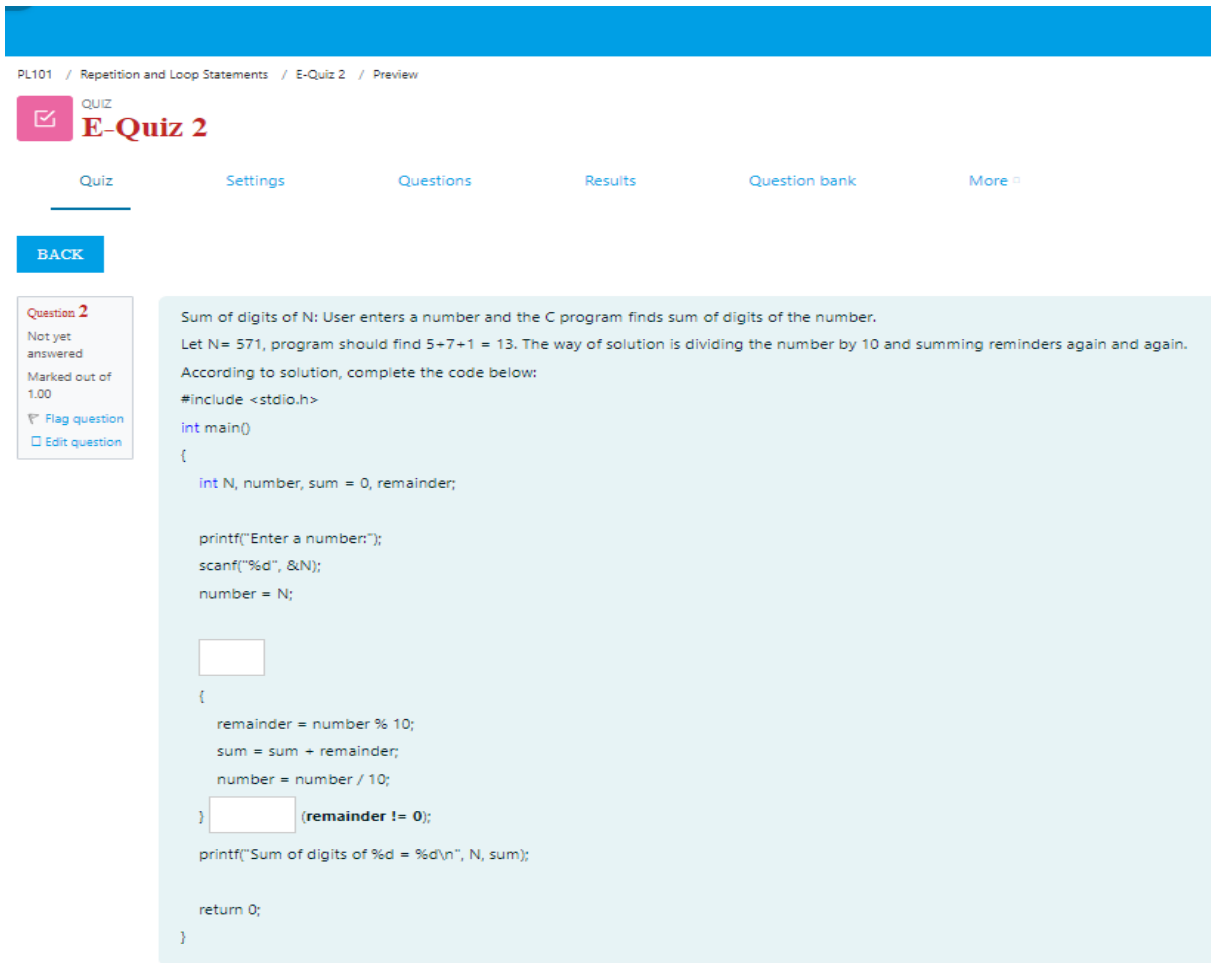 PL101 / Repetition and Loop Statements / E-Quiz 2 / Preview
QUIZ
E-Quiz 2
Quiz Settings Questions Results Question bank More
BACK
Question 2
Not yet
answered
Marked out of
1.00
Flag question
Edit question
Sum of digits of N: User enters a number and the C program finds sum of digits of the number.
Let N= 571, program should find 5+7+1 = 13. The way of solution is dividing the number by 10 and summing reminders again and again.
According to solution, complete the code below:
#include <stdio.h>
int main()
{
int N, number, sum = 0, remainder;
printf("Enter a number:");
scanf("%d", &N);
number = N;
{
remainder = number % 10;
sum = sum + remainder;
number = number / 10;
} (remainder != 0);
printf("Sum of digits of %d = %d\n", N, sum);
return 0;
}